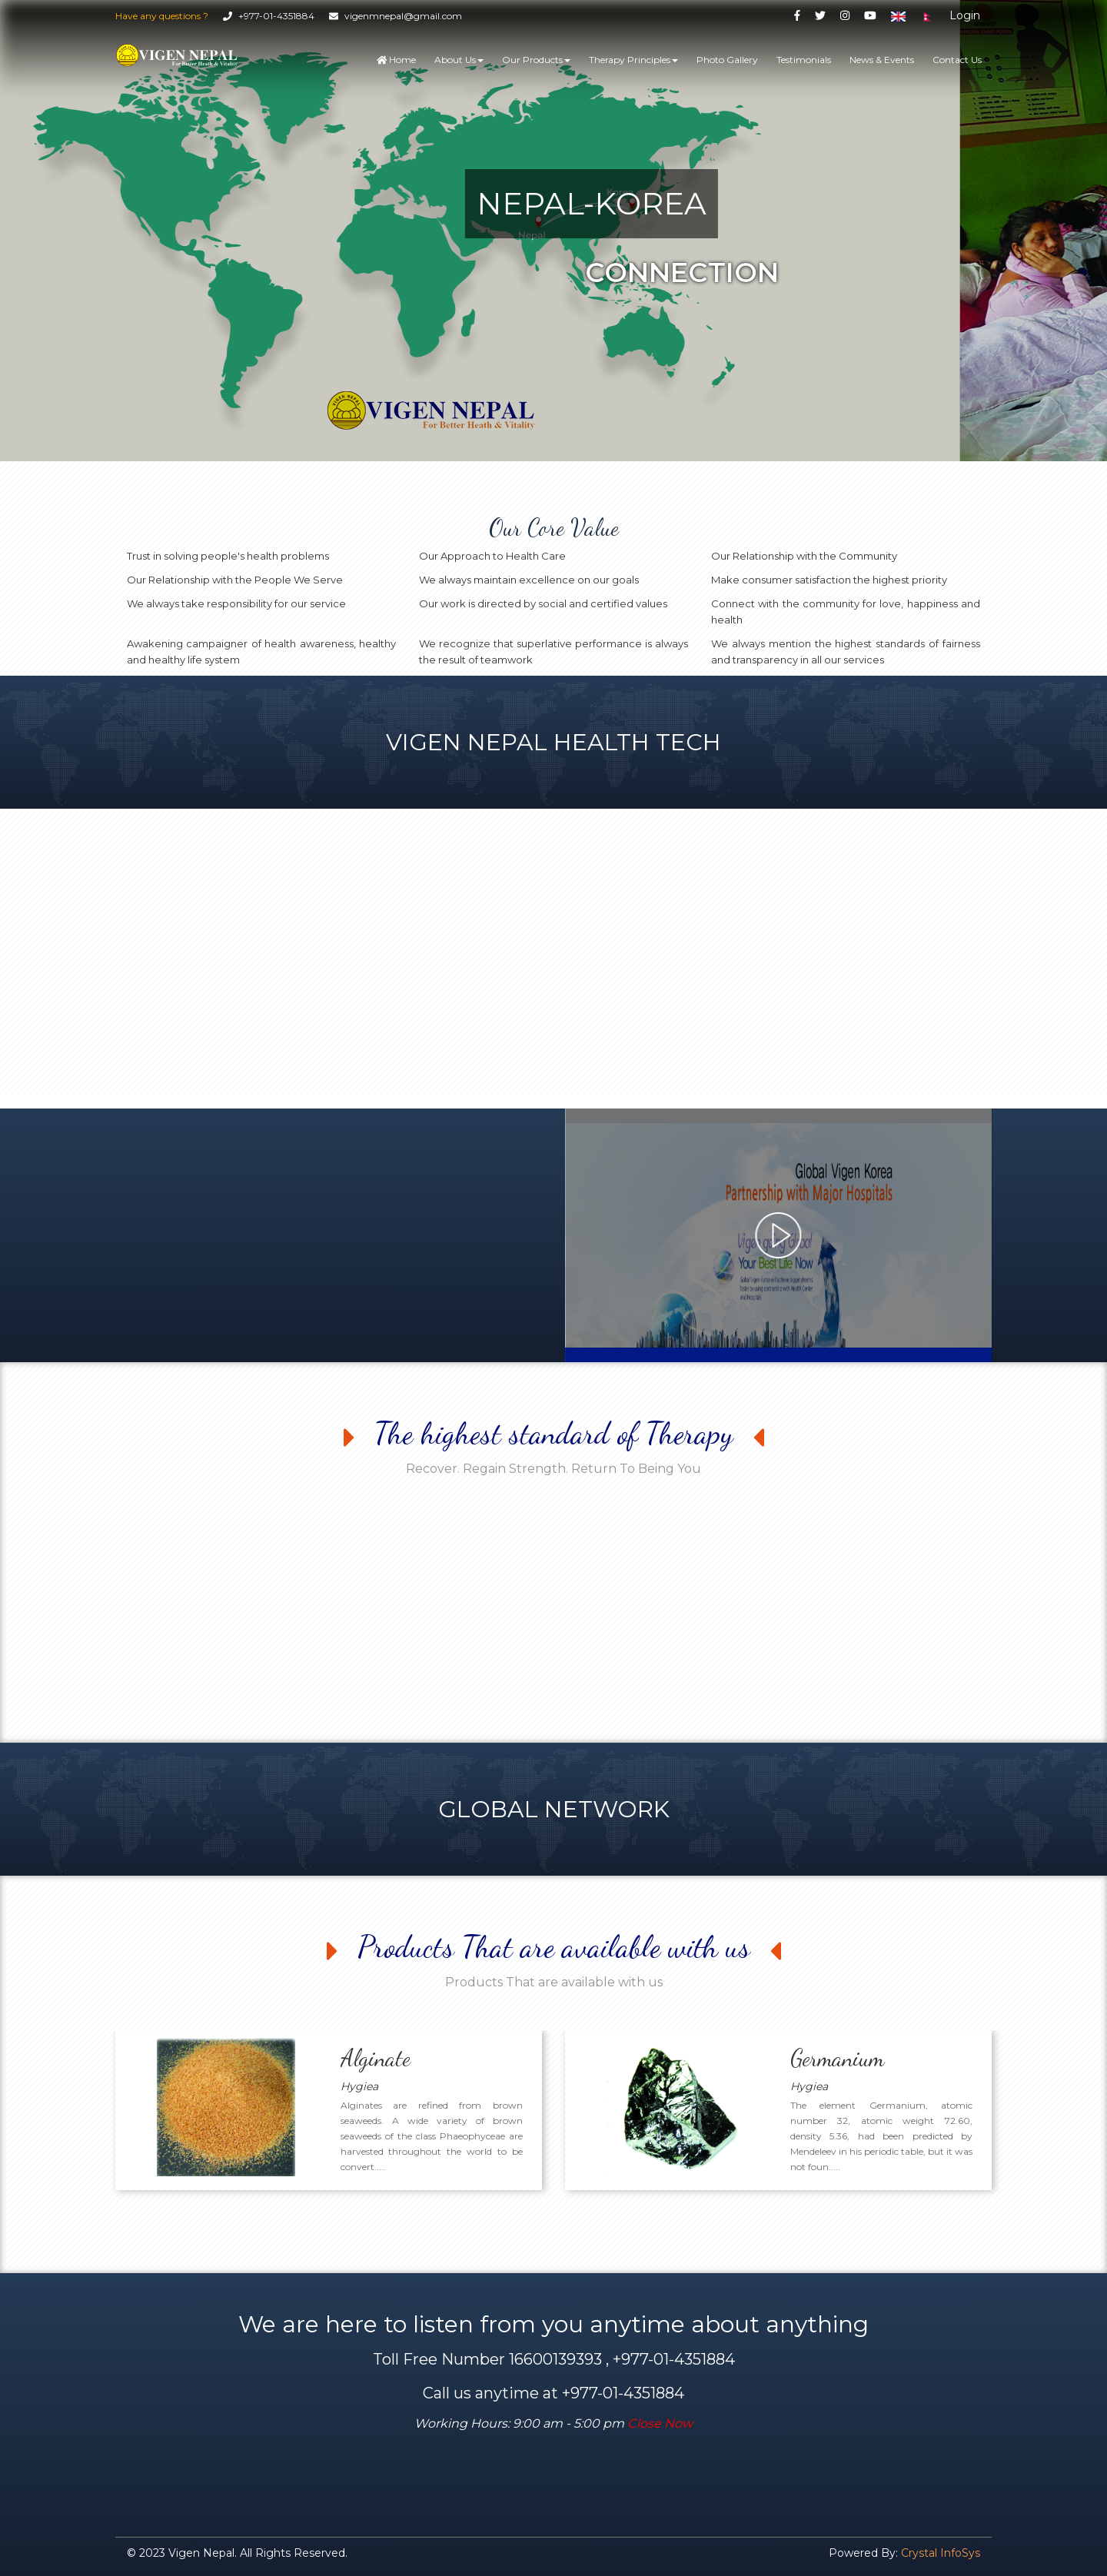 Have any questions ? +977-01-4351884 vigenmnepal@gmail.com Login
VIGEN NEPAL
For Better Heath & Vitality
Home About Us Our Products Therapy Principles Photo Gallery Testimonials News & Events Contact Us
Korea
NEPAL-KOREA
Nepal
CONNECTION
VIGEN NEPAL
For Better Heath & Vitality
Our Core Value
Trust in solving people's health problems
Our Approach to Health Care
Our Relationship with the Community
Our Relationship with the People We Serve
We always maintain excellence on our goals
Make consumer satisfaction the highest priority
We always take responsibility for our service
Our work is directed by social and certified values
Connect with the community for love, happiness and
health
Awakening campaigner of health awareness, healthy
and healthy life system
We recognize that superlative performance is always
the result of teamwork
We always mention the highest standards of fairness
and transparency in all our services
VIGEN NEPAL HEALTH TECH
Global Vigen Korea
Partnership with Major Hospitals
Vigen going Global
Your Best Life Now
The highest standard of Therapy
Recover. Regain Strength. Return To Being You
GLOBAL NETWORK
Products That are available with us
Products That are available with us
Alginate
Hygiea
Alginates are refined from brown
seaweeds. A wide variety of brown
seaweeds of the class Phaeophyceae are
harvested throughout the world to be
convert.....
Germanium
Hygiea
The element Germanium, atomic
number 32, atomic weight 72.60,
density 5.36, had been predicted by
Mendeleev in his periodic table, but it was
not foun.....
We are here to listen from you anytime about anything
Toll Free Number 16600139393 , +977-01-4351884
Call us anytime at +977-01-4351884
Working Hours: 9:00 am - 5:00 pm Close Now
© 2023 Vigen Nepal. All Rights Reserved.
Powered By: Crystal InfoSys